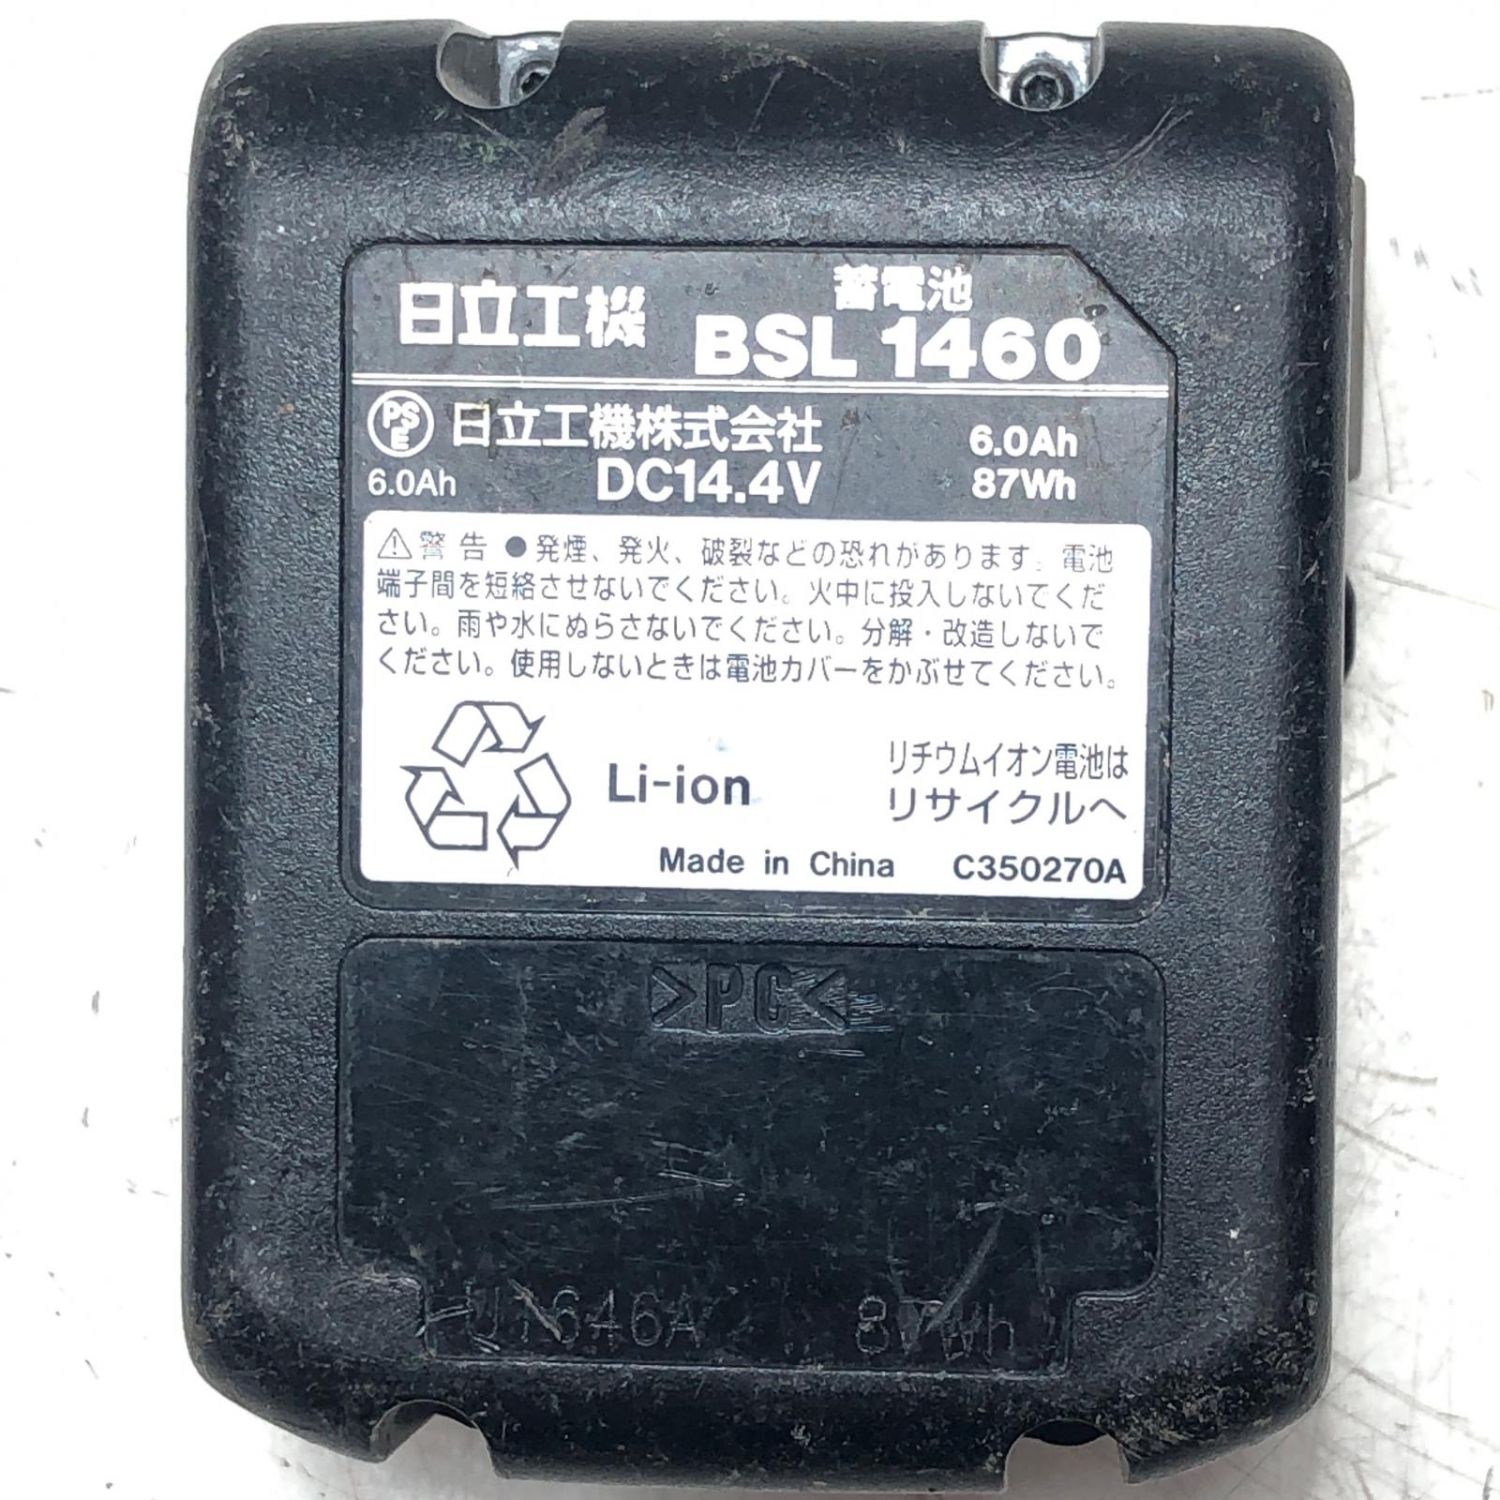 日立工機
蓄電池
BSL 1460
PSE 日立工機株式会社 6.0Ah
6.0Ah DC14.4V 87Wh
⚠警告 ●発煙、発火、破裂などの恐れがあります。電池
端子間を短絡させないでください。火中に投入しないでくだ
さい。雨や水にぬらさないでください。分解・改造しないで
ください。使用しないときは電池カバーをかぶせてください。
リチウムイオン電池は
Li-ion リサイクルへ
Made in China C350270A
>PC<
87Wh